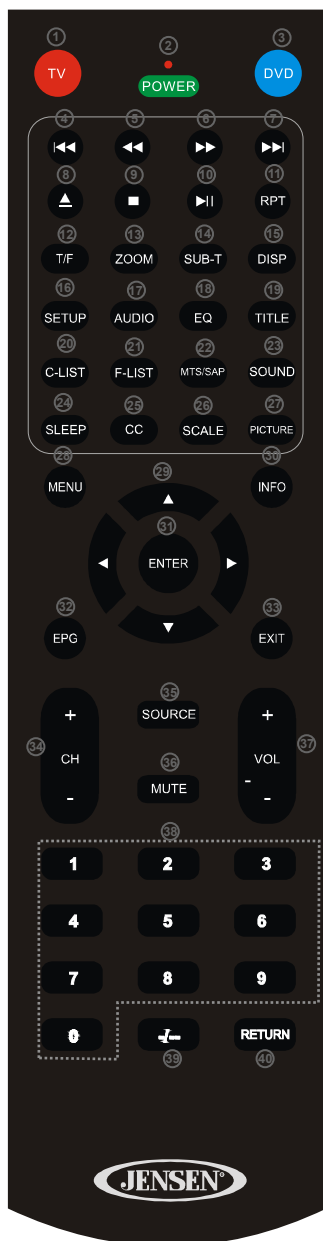 1 2 3
TV POWER DVD
4 5 6 7
8 9 10 11
RPT
12 13 14 15
T/F ZOOM SUB-T DISP
16 17 18 19
SETUP AUDIO EQ TITLE
20 21 22 23
C-LIST F-LIST MTS/SAP SOUND
24 25 26 27
SLEEP CC SCALE PICTURE
28 29 30
MENU INFO
31
ENTER
32 33
EPG EXIT
35
+ SOURCE +
34 CH 36 VOL 37
- MUTE -
-
38
1 2 3
4 5 6
7 8 9
0 -/-- RETURN
39 40
JENSEN